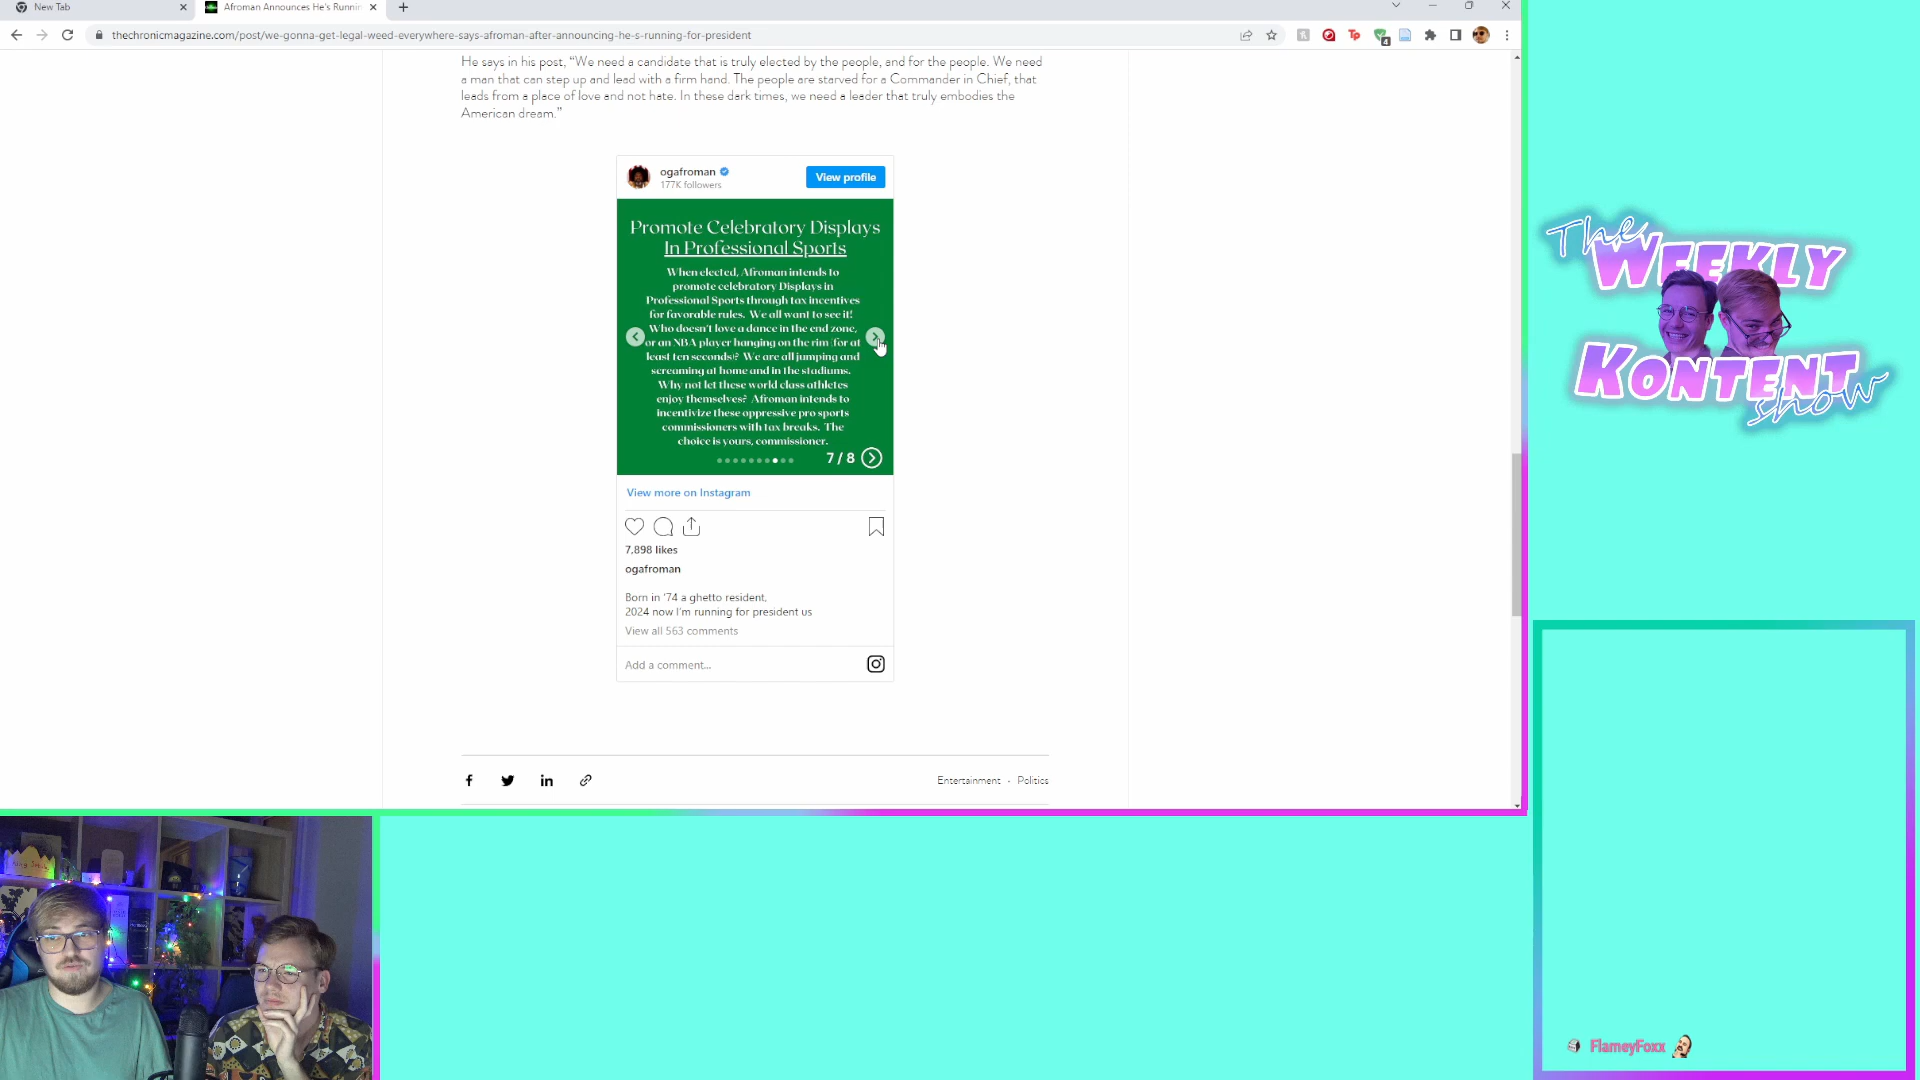 New Tab
Afroman Announces He's Runnin
thechronicmagazine.com/post/we-gonna-get-legal-weed-everywhere-says-afroman-after-announcing-he-s-running-for-president
He says in his post, “We need a candidate that is truly elected by the people, and for the people. We need
a man that can step up and lead with a firm hand. The people are starved for a Commander in Chief, that
leads from a place of love and not hate. In these dark times, we need a leader that truly embodies the
American dream.”
ogafroman
177K followers
View profile
Promote Celebratory Displays
In Professional Sports
When elected, Afroman intends to
promote celebratory Displays in
Professional Sports through tax incentives
for favorable rules. We all want to see it!
Who doesn't love a dance in the end zone,
or an NBA player hanging on the rim (for at
least ten seconds)? We are all jumping and
screaming at home and in the stadiums.
Why not let these world class athletes
enjoy themselves? Afroman intends to
incentivize these oppressive pro sports
commissioners with tax breaks. The
choice is yours, commissioner.
7 / 8
View more on Instagram
7,898 likes
ogafroman
Born in ‘74 a ghetto resident,
2024 now I’m running for president us
View all 563 comments
Add a comment...
Entertainment · Politics
The
WEEKLY
KONTENT
show
FlameyFoxx